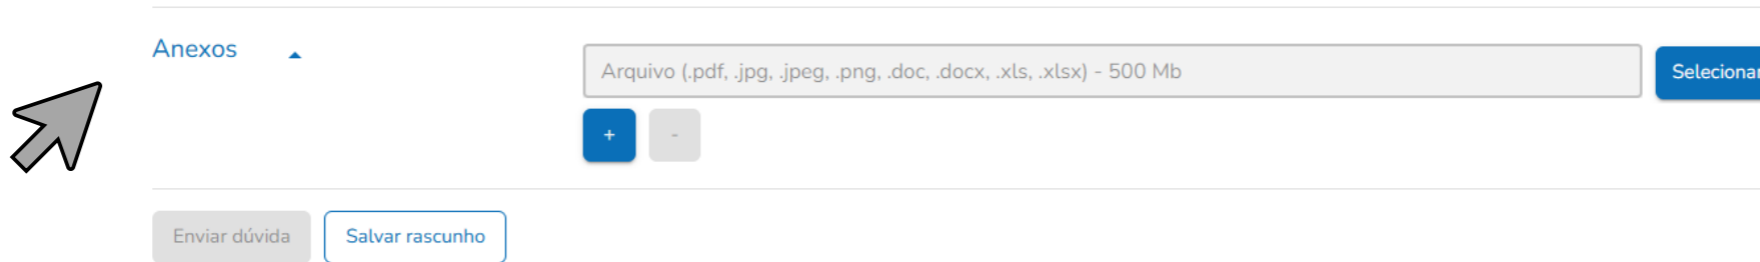 Anexos
Arquivo (.pdf, .jpg, .jpeg, .png, .doc, .docx, .xls, .xlsx) - 500 Mb
Selecionar
+ -
Enviar dúvida
Salvar rascunho